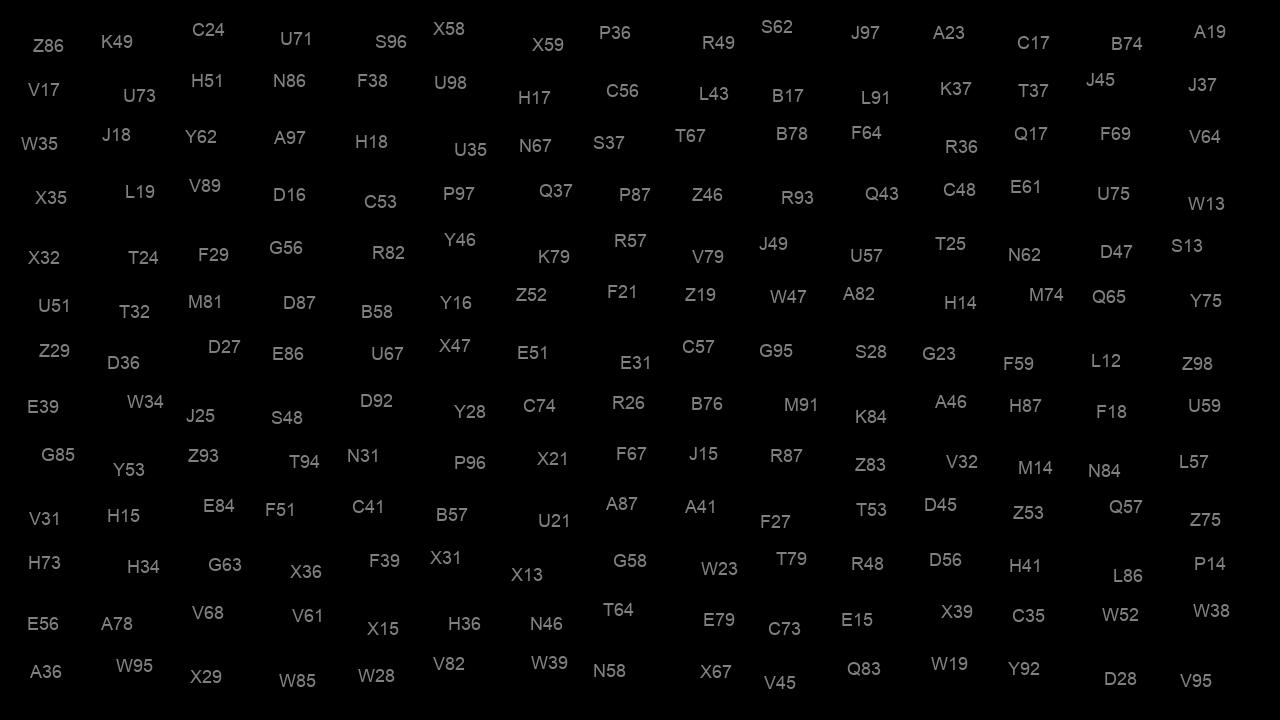 Z86 K49 C24 U71 S96 X58 X59 P36 R49 S62 J97 A23 C17 B74 A19
V17 U73 H51 N86 F38 U98 H17 C56 L43 B17 L91 K37 T37 J45 J37
W35 J18 Y62 A97 H18 U35 N67 S37 T67 B78 F64 R36 Q17 F69 V64
X35 L19 V89 D16 C53 P97 Q37 P87 Z46 R93 Q43 C48 E61 U75 W13
X32 T24 F29 G56 R82 Y46 K79 R57 V79 J49 U57 T25 N62 D47 S13
U51 T32 M81 D87 B58 Y16 Z52 F21 Z19 W47 A82 H14 M74 Q65 Y75
Z29 D36 D27 E86 U67 X47 E51 E31 C57 G95 S28 G23 F59 L12 Z98
E39 W34 J25 S48 D92 Y28 C74 R26 B76 M91 K84 A46 H87 F18 U59
G85 Y53 Z93 T94 N31 P96 X21 F67 J15 R87 Z83 V32 M14 N84 L57
V31 H15 E84 F51 C41 B57 U21 A87 A41 F27 T53 D45 Z53 Q57 Z75
H73 H34 G63 X36 F39 X31 X13 G58 W23 T79 R48 D56 H41 L86 P14
E56 A78 V68 V61 X15 H36 N46 T64 E79 C73 E15 X39 C35 W52 W38
A36 W95 X29 W85 W28 V82 W39 N58 X67 V45 Q83 W19 Y92 D28 V95